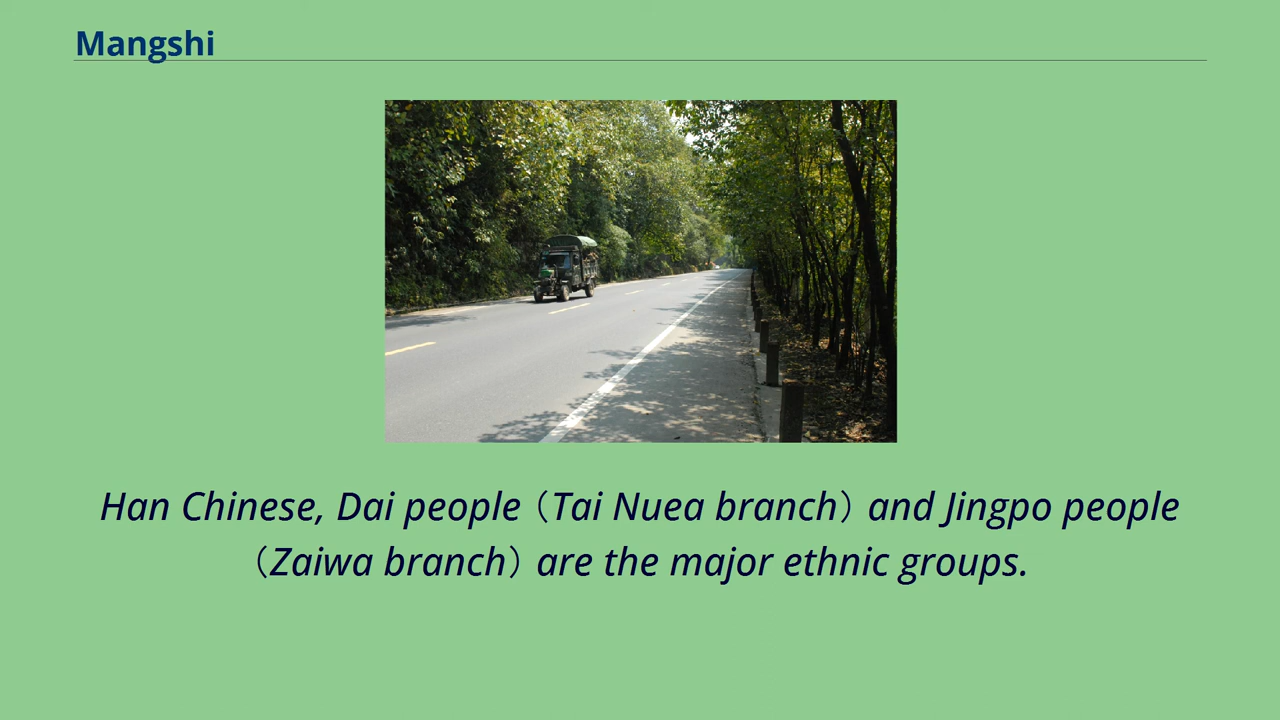 Mangshi
Han Chinese, Dai people（Tai Nuea branch）and Jingpo people
（Zaiwa branch）are the major ethnic groups.